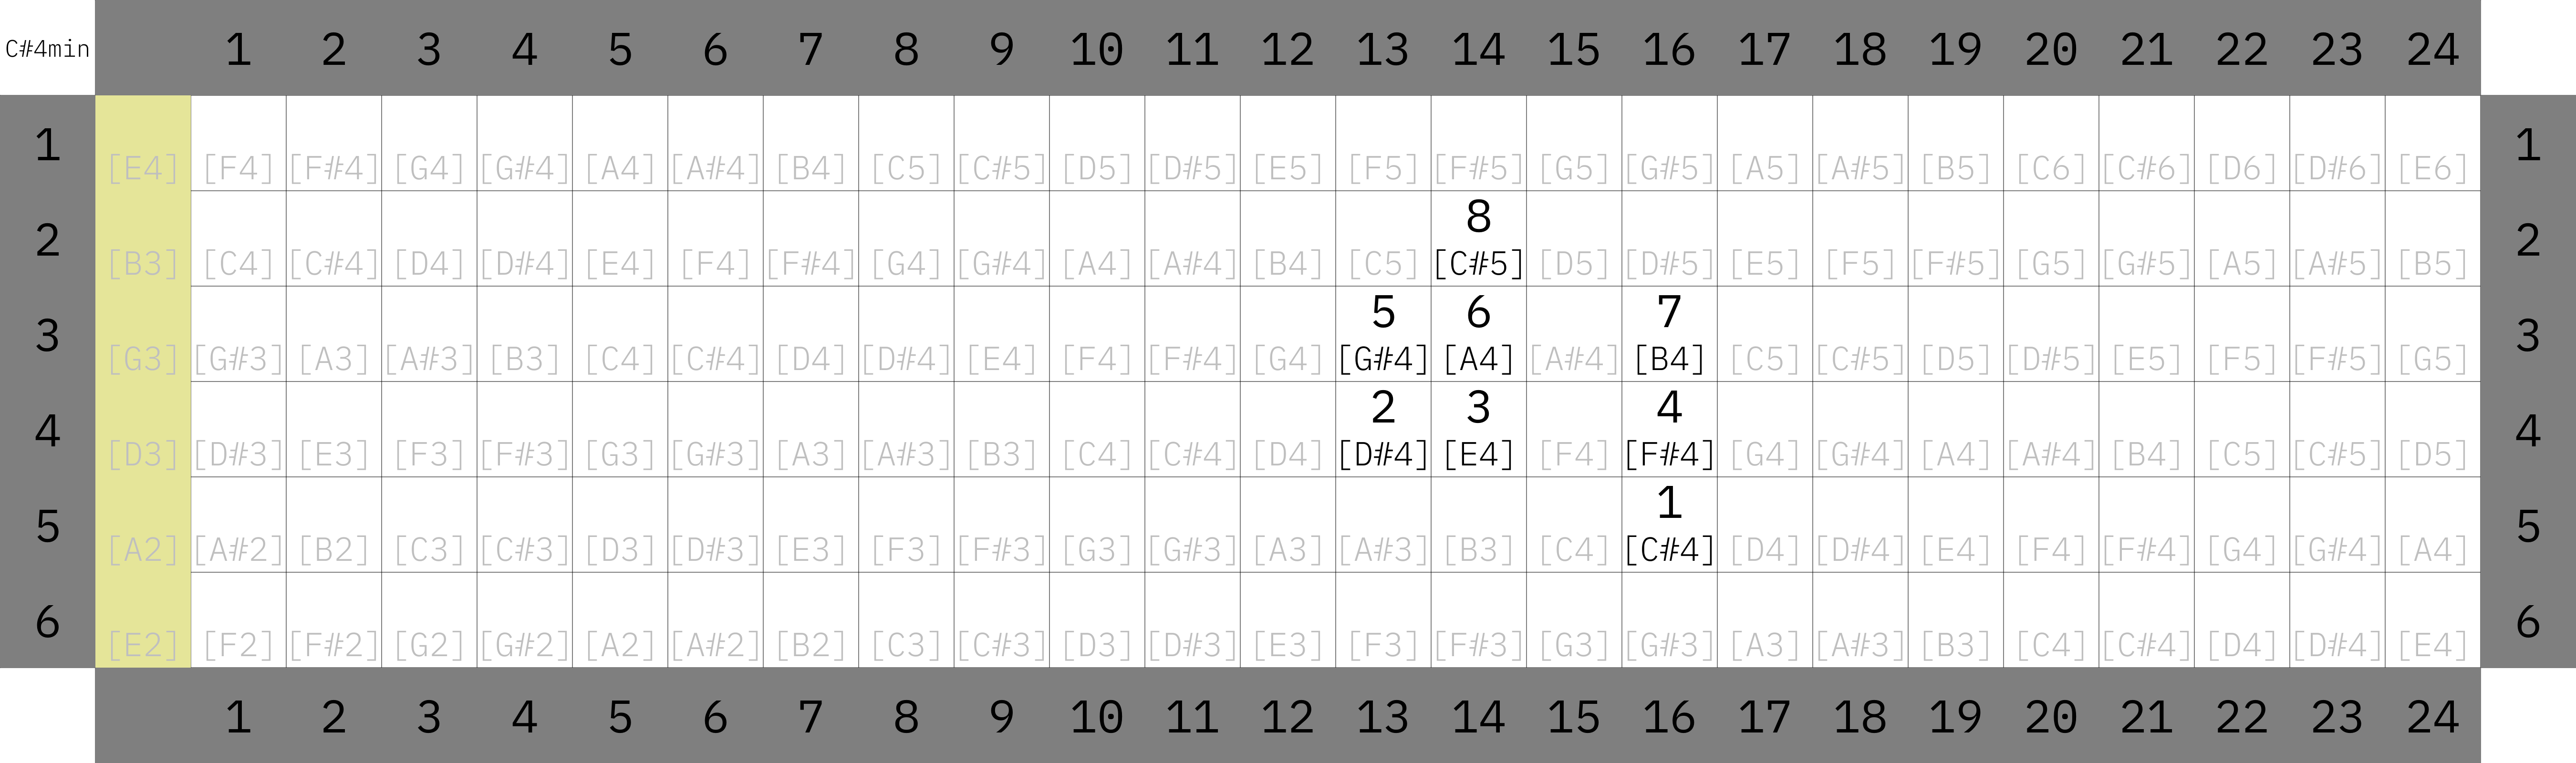 C#4min 1 2 3 4 5 6 7 8 9 10 11 12 13 14 15 16 17 18 19 20 21 22 23 24
1 [E4] [F4] [F#4] [G4] [G#4] [A4] [A#4] [B4] [C5] [C#5] [D5] [D#5] [E5] [F5] [F#5] [G5] [G#5] [A5] [A#5] [B5] [C6] [C#6] [D6] [D#6] [E6] 1
8
2 [B3] [C4] [C#4] [D4] [D#4] [E4] [F4] [F#4] [G4] [G#4] [A4] [A#4] [B4] [C5] [C#5] [D5] [D#5] [E5] [F5] [F#5] [G5] [G#5] [A5] [A#5] [B5] 2
5 6 7
3 [G3] [G#3] [A3] [A#3] [B3] [C4] [C#4] [D4] [D#4] [E4] [F4] [F#4] [G4] [G#4] [A4] [A#4] [B4] [C5] [C#5] [D5] [D#5] [E5] [F5] [F#5] [G5] 3
2 3 4
4 [D3] [D#3] [E3] [F3] [F#3] [G3] [G#3] [A3] [A#3] [B3] [C4] [C#4] [D4] [D#4] [E4] [F4] [F#4] [G4] [G#4] [A4] [A#4] [B4] [C5] [C#5] [D5] 4
1
5 [A2] [A#2] [B2] [C3] [C#3] [D3] [D#3] [E3] [F3] [F#3] [G3] [G#3] [A3] [A#3] [B3] [C4] [C#4] [D4] [D#4] [E4] [F4] [F#4] [G4] [G#4] [A4] 5
6 [E2] [F2] [F#2] [G2] [G#2] [A2] [A#2] [B2] [C3] [C#3] [D3] [D#3] [E3] [F3] [F#3] [G3] [G#3] [A3] [A#3] [B3] [C4] [C#4] [D4] [D#4] [E4] 6
1 2 3 4 5 6 7 8 9 10 11 12 13 14 15 16 17 18 19 20 21 22 23 24